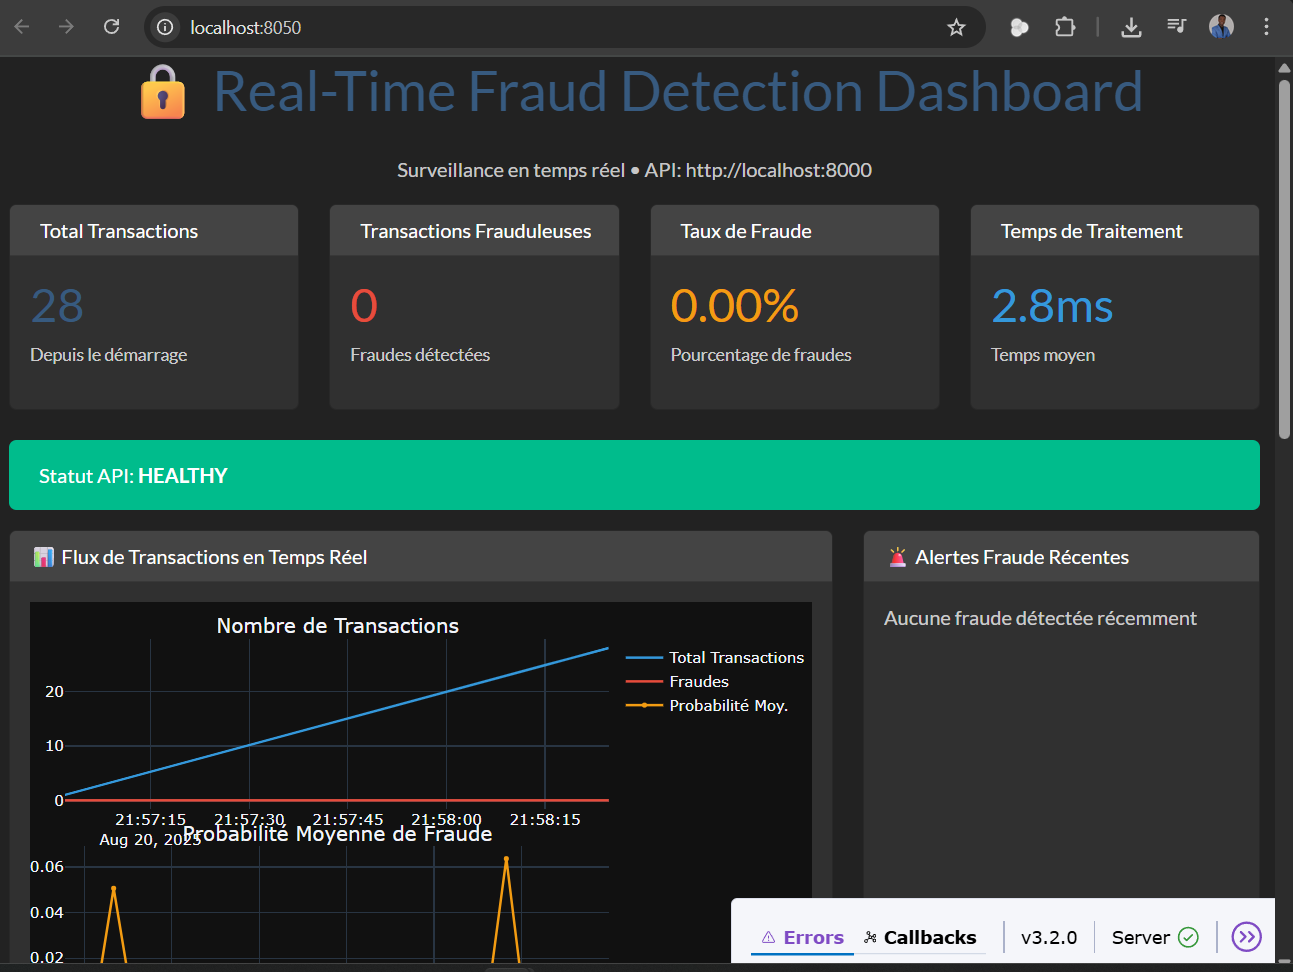 localhost:8050
Real-Time Fraud Detection Dashboard
Surveillance en temps réel • API: http://localhost:8000
Total Transactions
28
Depuis le démarrage
Transactions Frauduleuses
0
Fraudes détectées
Taux de Fraude
0.00%
Pourcentage de fraudes
Temps de Traitement
2.8ms
Temps moyen
Statut API: HEALTHY
Flux de Transactions en Temps Réel
Nombre de Transactions
Total Transactions
Fraudes
Probabilité Moy.
20
10
0
21:57:15 21:57:30 21:57:45 21:58:00 21:58:15
Aug 20, 2025
Probabilité Moyenne de Fraude
0.06
0.04
0.02
Alertes Fraude Récentes
Aucune fraude détectée récemment
Errors Callbacks v3.2.0 Server